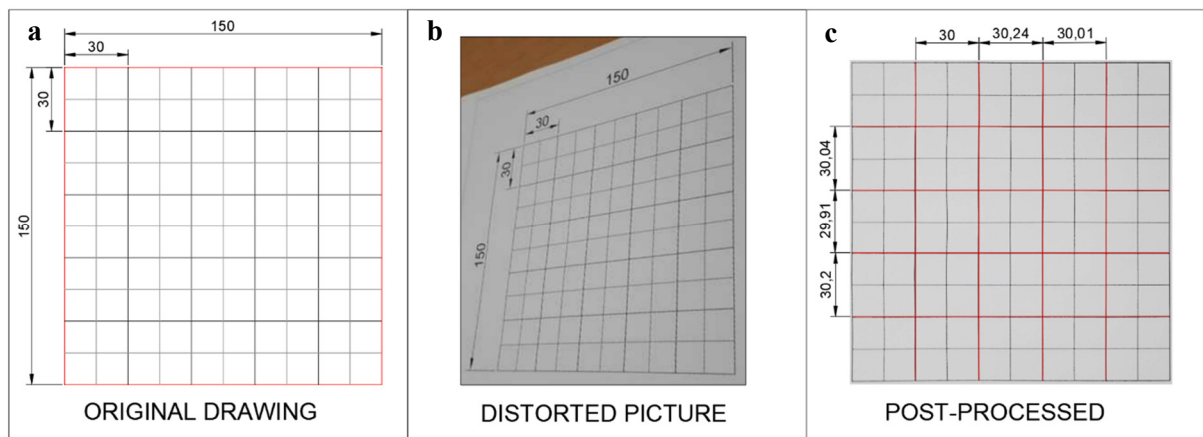 a
150
30
30
150
ORIGINAL DRAWING
b
150
30
30
150
DISTORTED PICTURE
c
30
30,24
30,01
30,04
29,91
30,2
POST-PROCESSED